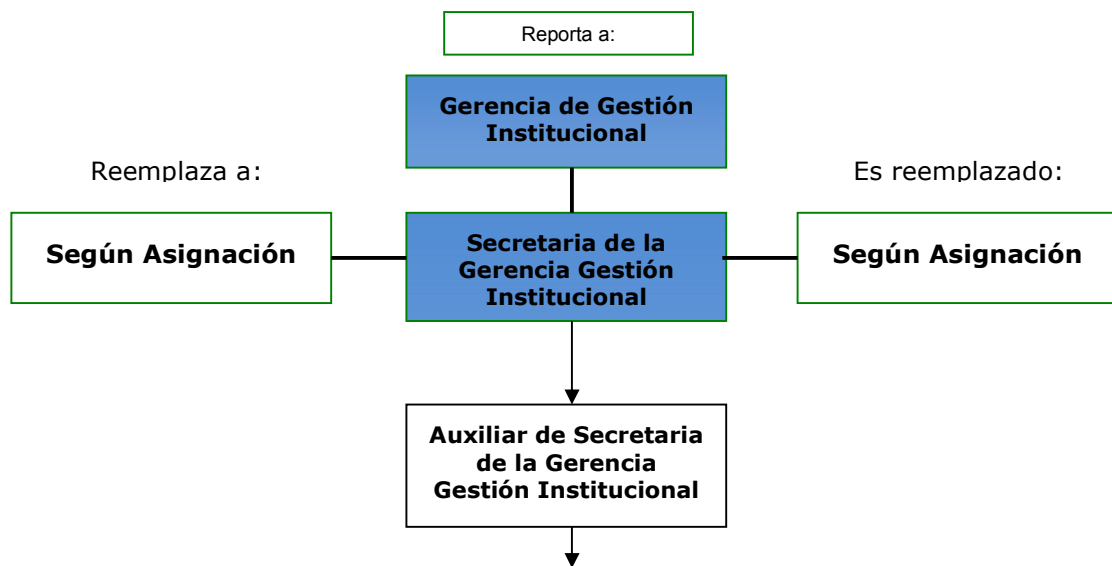 Reporta a:
Gerencia de Gestión
Institucional
Reemplaza a:
Es reemplazado:
Según Asignación
Secretaria de la
Gerencia Gestión
Institucional
Según Asignación
Auxiliar de Secretaria
de la Gerencia
Gestión Institucional